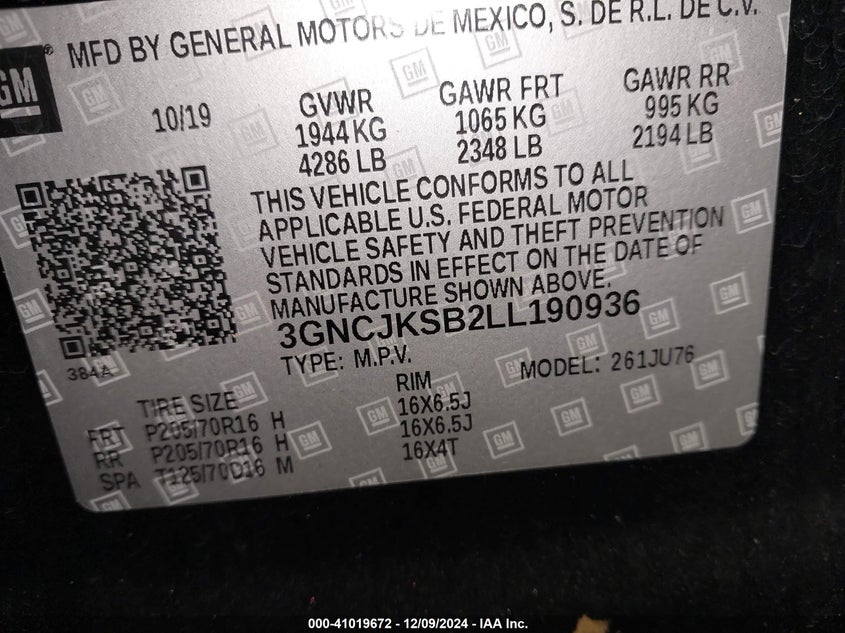 MFD BY GENERAL MOTORS DE MEXICO, S. DE R.L. DE C.V.
GM
10/19
GVWR GAWR FRT GAWR RR
1944 KG 1065 KG 995 KG
4286 LB 2348 LB 2194 LB
THIS VEHICLE CONFORMS TO ALL
APPLICABLE U.S. FEDERAL MOTOR
VEHICLE SAFETY AND THEFT PREVENTION
STANDARDS IN EFFECT ON THE DATE OF
MANUFACTURE SHOWN ABOVE.
3GNCJKSB2LL190936
TYPE: M.P.V. MODEL: 261JU76
384A
TIRE SIZE RIM
FRT P205/70R16 H 16X6.5J
RR P205/70R16 H 16X6.5J
SPA T125/70D16 M 16X4T
000-41019672 - 12/09/2024 - IAA Inc.